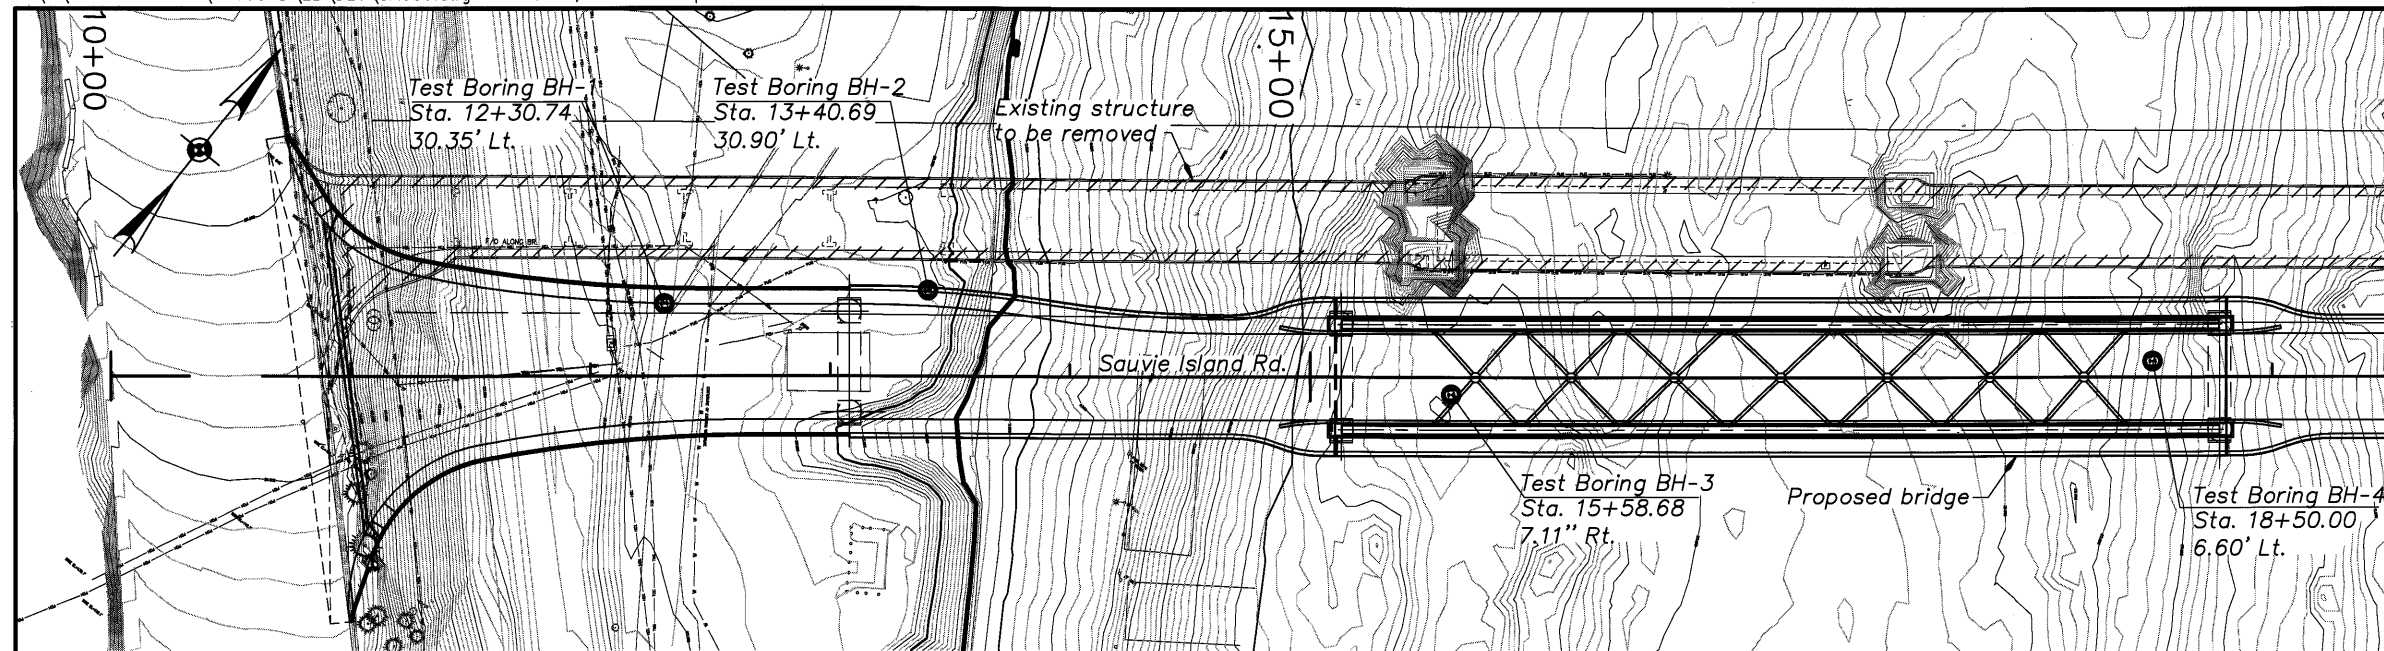 10+00
15+00
Test Boring BH-1
Sta. 12+30.74
30.35' Lt.
Test Boring BH-2
Sta. 13+40.69
30.90' Lt.
Existing structure
to be removed
F/O ALONG BR.
Sauvie Island Rd.
Test Boring BH-3
Sta. 15+58.68
7.11" Rt.
Proposed bridge
Test Boring BH-4
Sta. 18+50.00
6.60' Lt.